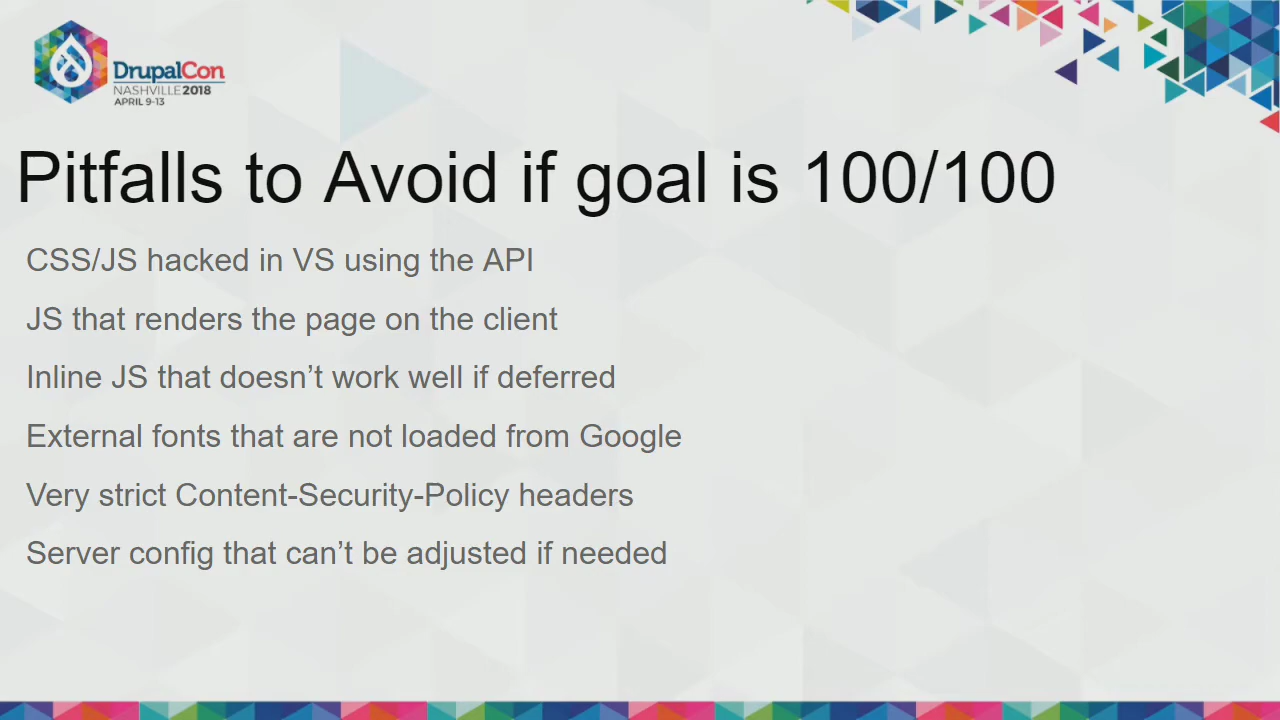 DrupalCon
NASHVILLE 2018
APRIL 9-13
Pitfalls to Avoid if goal is 100/100
CSS/JS hacked in VS using the API
JS that renders the page on the client
Inline JS that doesn’t work well if deferred
External fonts that are not loaded from Google
Very strict Content-Security-Policy headers
Server config that can’t be adjusted if needed